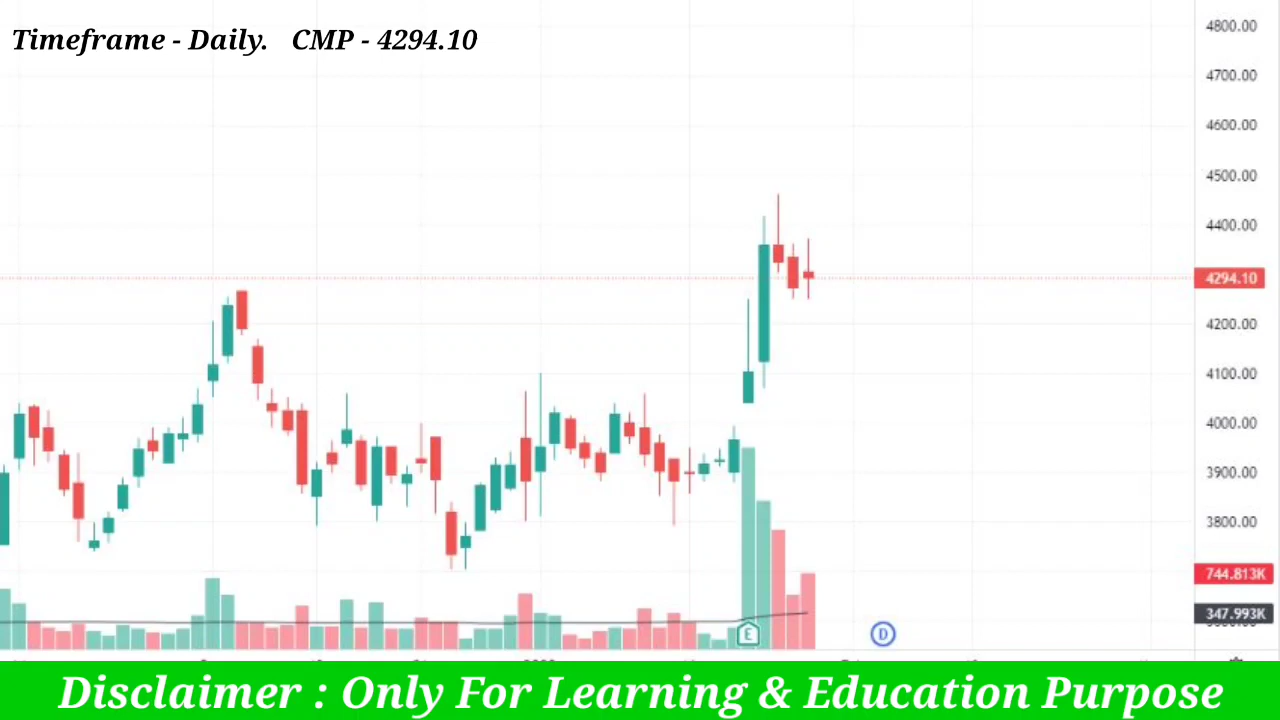 Timeframe - Daily. CMP - 4294.10
4800.00
4700.00
4600.00
4500.00
4400.00
4294.10
4200.00
4100.00
4000.00
3900.00
3800.00
744.813K
347.993K
E
D
Disclaimer : Only For Learning & Education Purpose